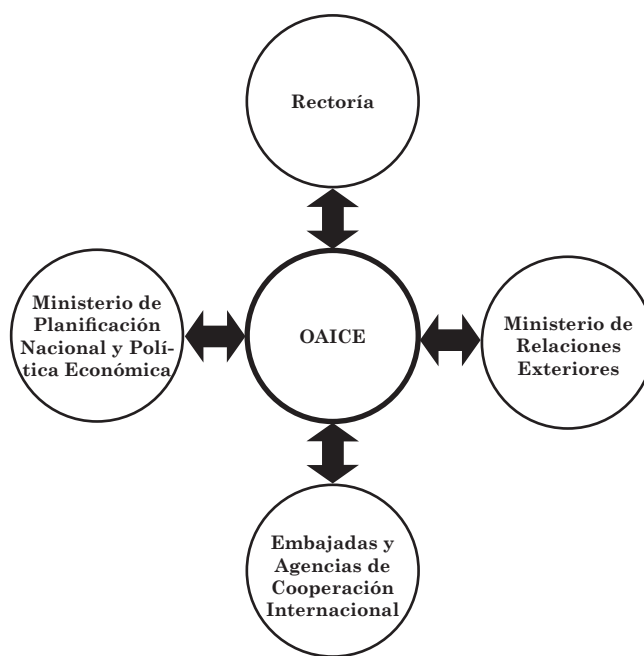 Rectoría
Ministerio de
Planificación
Nacional y Polí-
tica Económica
OAICE
Ministerio de
Relaciones
Exteriores
Embajadas y
Agencias de
Cooperación
Internacional